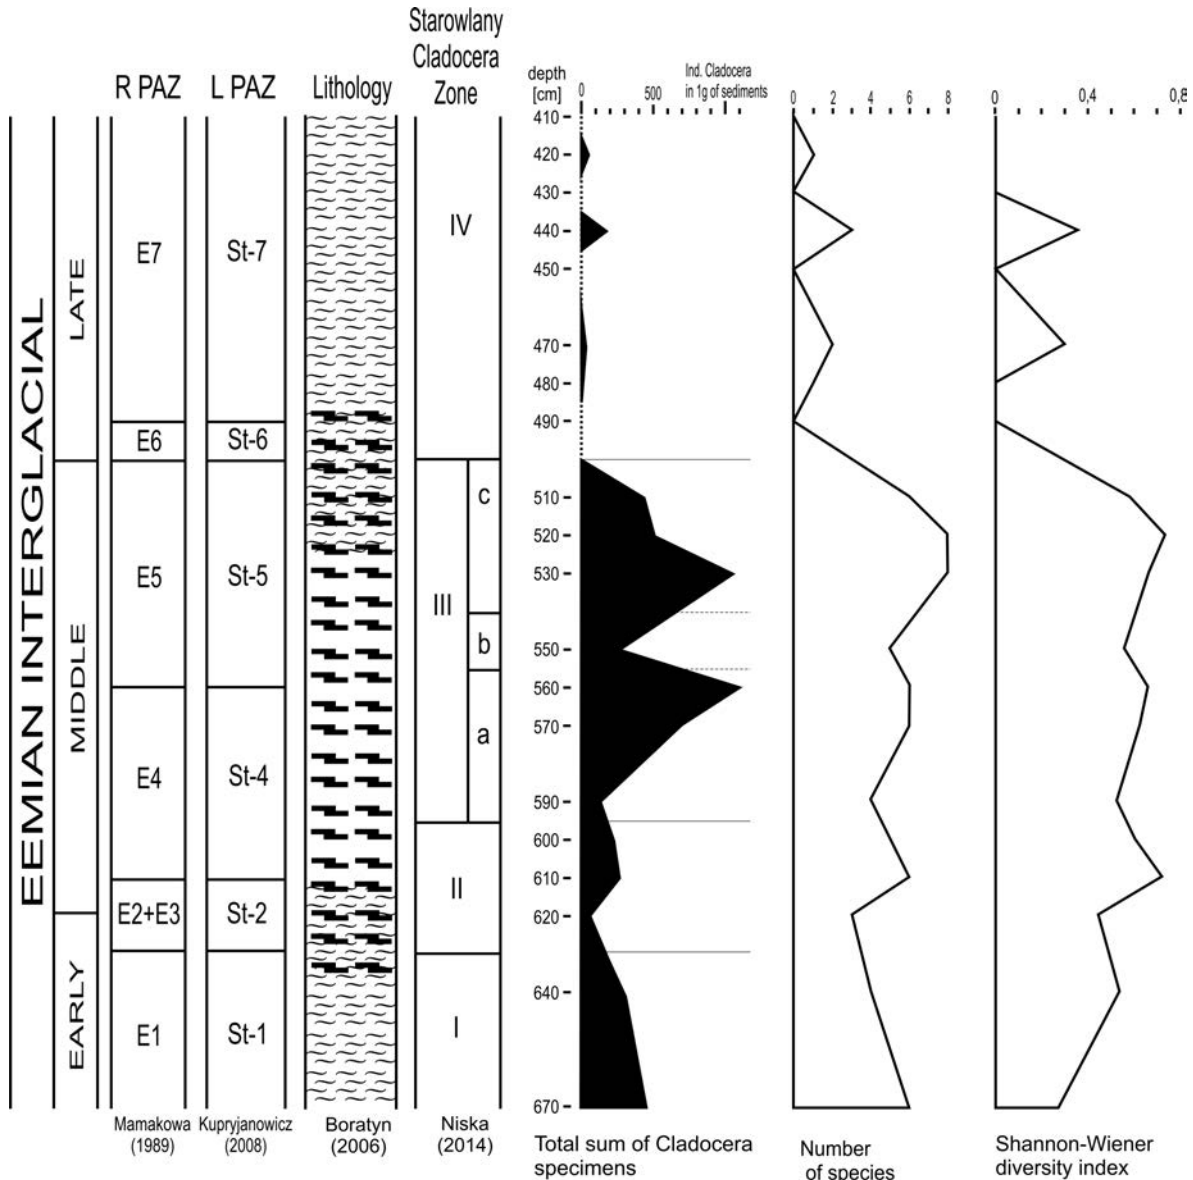 Starowlany
Cladocera
Zone
R PAZ
L PAZ
Lithology
depth
[cm]
Ind. Cladocera
in 1g of sediments
0
500
0
2
4
6
8
0
0,4
0,8
EEMIAN INTERGLACIAL
LATE
MIDDLE
EARLY
E7
E6
E5
E4
E2+E3
E1
St-7
St-6
St-5
St-4
St-2
St-1
IV
III
c
b
a
II
I
410
420
430
440
450
470
480
490
510
520
530
550
560
570
590
600
610
620
640
670
Mamakowa
(1989)
Kupryjanowicz
(2008)
Boratyn
(2006)
Niska
(2014)
Total sum of Cladocera
specimens
Number
of species
Shannon-Wiener
diversity index